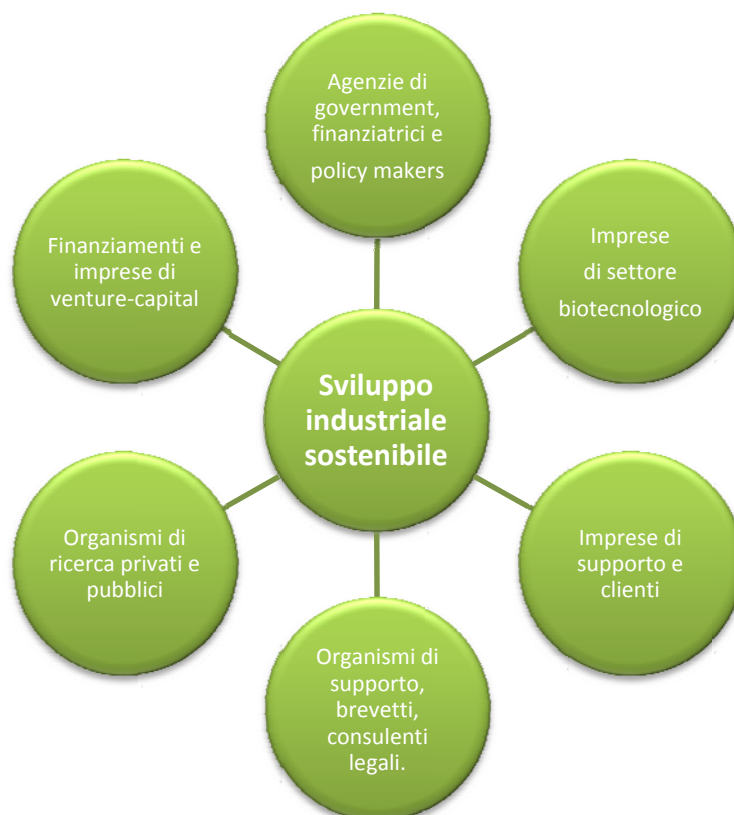 Agenzie di
government,
finanziatrici e
policy makers
Finanziamenti e
imprese di
venture-capital
Imprese
di settore
biotecnologico
Sviluppo
industriale
sostenibile
Organismi di
ricerca privati e
pubblici
Imprese di
supporto e
clienti
Organismi di
supporto,
brevetti,
consulenti
legali.